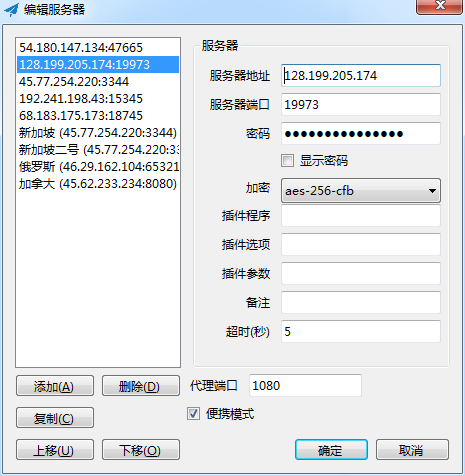 编辑服务器
54.180.147.134:47665
128.199.205.174:19973
45.77.254.220:3344
192.241.198.43:15345
68.183.175.173:18745
新加坡 (45.77.254.220:3344)
新加坡二号 (45.77.254.220:33
俄罗斯 (46.29.162.104:65321
加拿大 (45.62.233.234:8080)
服务器
服务器地址 128.199.205.174
服务器端口 19973
密码 ●●●●●●●●●●●●●●●
显示密码
加密 aes-256-cfb
插件程序
插件选项
插件参数
备注
超时(秒) 5
添加(A) 删除(D) 代理端口 1080
复制(C) 便携模式
上移(U) 下移(O) 确定 取消